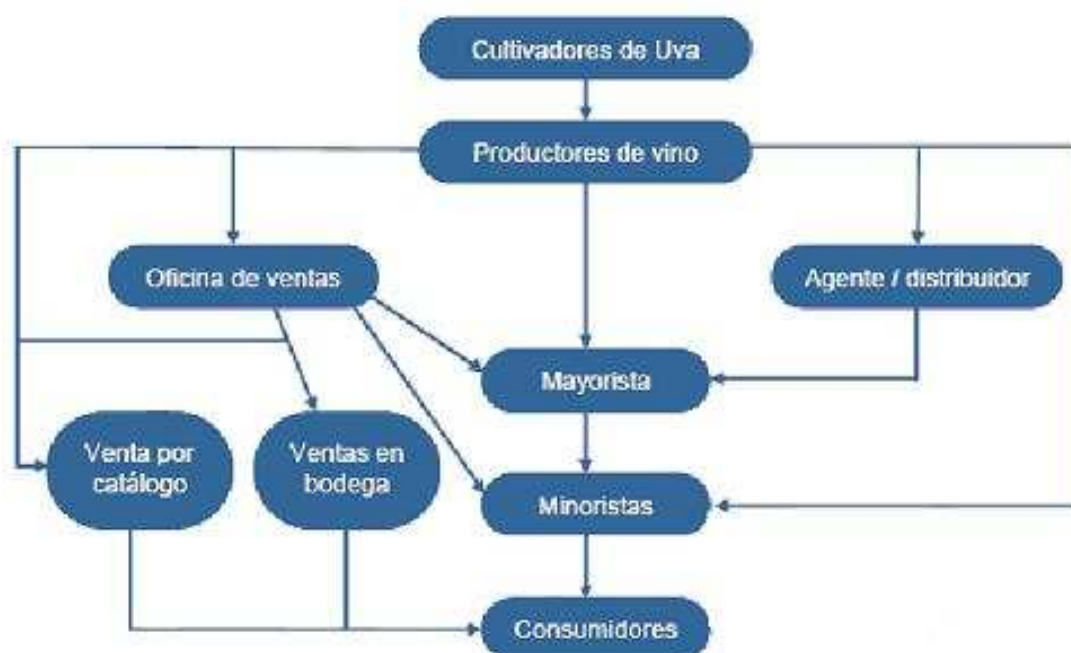 Cultivadores de Uva
Productores de vino
Oficina de ventas
Agente / distribuidor
Mayorista
Venta por
catálogo
Ventas en
bodega
Minoristas
Consumidores